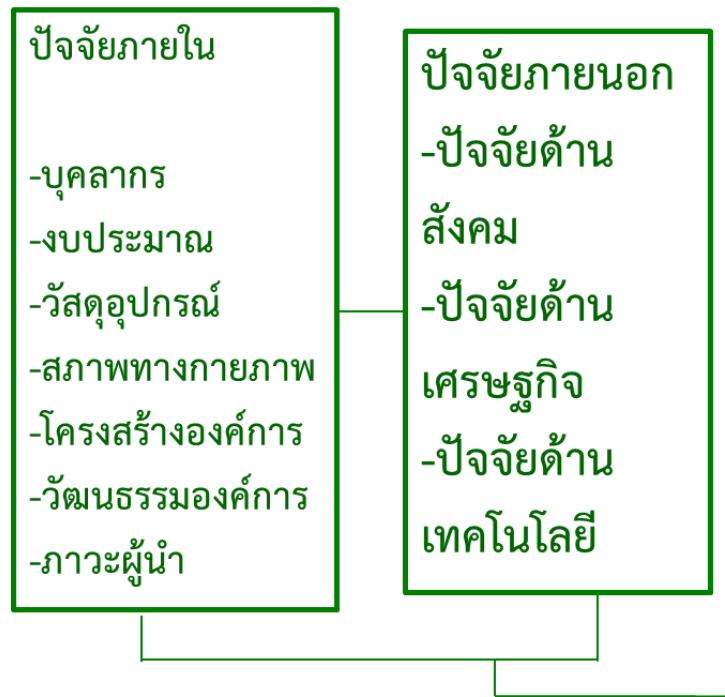 ปัจจัยภายใน
-บุคลากร
-งบประมาณ
-วัสดุอุปกรณ์
-สภาพทางกายภาพ
-โครงสร้างองค์การ
-วัฒนธรรมองค์การ
-ภาวะผู้นำ
ปัจจัยภายนอก
-ปัจจัยด้าน
สังคม
-ปัจจัยด้าน
เศรษฐกิจ
-ปัจจัยด้าน
เทคโนโลยี